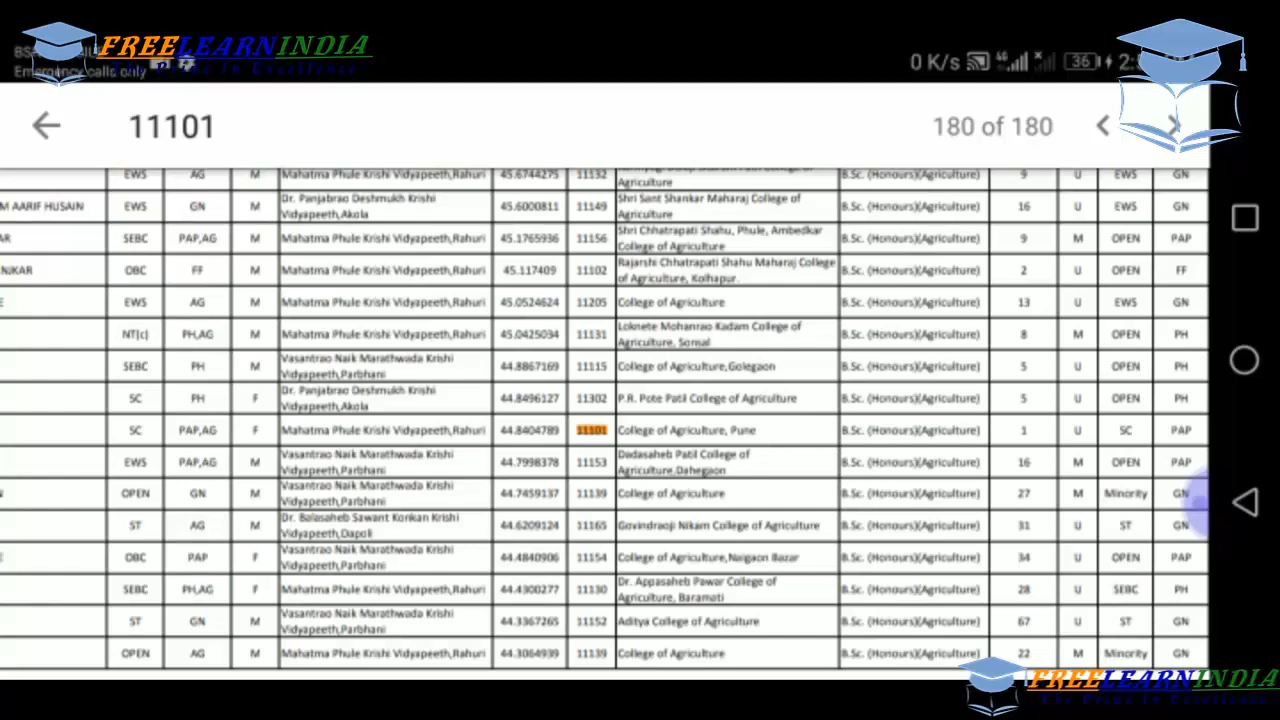 FREELEARNINDIA
Emergency calls only
0 K/s 36 2:
11101 180 of 180
EWS AG M Mahatma Phule Krishi Vidyapeeth,Rahuri 45.6744275 11132 Agriculture B.Sc. (Honours)(Agriculture) 9 U EWS GN
M AARIF HUSAIN EWS GN M Dr. Panjabrao Deshmukh Krishi Vidyapeeth,Akola 45.6000811 11149 Shri Sant Shankar Maharaj College of Agriculture B.Sc. (Honours)(Agriculture) 16 U EWS GN
AR SEBC PAP,AG M Mahatma Phule Krishi Vidyapeeth,Rahuri 45.1765936 11156 Shri Chhatrapati Shahu, Phule, Ambedkar College of Agriculture B.Sc. (Honours)(Agriculture) 9 M OPEN PAP
OBC FF M Mahatma Phule Krishi Vidyapeeth,Rahuri 45.117409 11102 Rajarshi Chhatrapati Shahu Maharaj College of Agriculture, Kolhapur. B.Sc. (Honours)(Agriculture) 2 U OPEN FF
E EWS AG M Mahatma Phule Krishi Vidyapeeth,Rahuri 45.0524624 11205 College of Agriculture B.Sc. (Honours)(Agriculture) 13 U EWS GN
NT(c) PH,AG M Mahatma Phule Krishi Vidyapeeth,Rahuri 45.0425034 11131 Loknete Mohanrao Kadam College of Agriculture, Sonsal B.Sc. (Honours)(Agriculture) 8 M OPEN PH
SEBC PH M Vasantrao Naik Marathwada Krishi Vidyapeeth,Parbhani 44.8867169 11115 College of Agriculture,Golegaon B.Sc. (Honours)(Agriculture) 5 U OPEN PH
SC PH F Dr. Panjabrao Deshmukh Krishi Vidyapeeth,Akola 44.8496127 11302 P.R. Pote Patil College of Agriculture B.Sc. (Honours)(Agriculture) 5 U OPEN PH
SC PAP,AG F Mahatma Phule Krishi Vidyapeeth,Rahuri 44.8404789 11101 College of Agriculture, Pune B.Sc. (Honours)(Agriculture) 1 U SC PAP
EWS PAP,AG M Vasantrao Naik Marathwada Krishi Vidyapeeth,Parbhani 44.7998378 11153 Dadasaheb Patil College of Agriculture,Dahegaon B.Sc. (Honours)(Agriculture) 16 M OPEN PAP
OPEN GN M Vasantrao Naik Marathwada Krishi Vidyapeeth,Parbhani 44.7459137 11139 College of Agriculture B.Sc. (Honours)(Agriculture) 27 M Minority GN
ST AG M Dr. Balasaheb Sawant Konkan Krishi Vidyapeeth,Dapoli 44.6209124 11165 Govindraoji Nikam College of Agriculture B.Sc. (Honours)(Agriculture) 31 U ST GN
E OBC PAP F Vasantrao Naik Marathwada Krishi Vidyapeeth,Parbhani 44.4840906 11154 College of Agriculture,Naigaon Bazar B.Sc. (Honours)(Agriculture) 34 U OPEN PAP
SEBC PH,AG F Mahatma Phule Krishi Vidyapeeth,Rahuri 44.4300277 11130 Dr. Appasaheb Pawar College of Agriculture, Baramati B.Sc. (Honours)(Agriculture) 28 U SEBC PH
ST GN M Vasantrao Naik Marathwada Krishi Vidyapeeth,Parbhani 44.3367265 11152 Aditya College of Agriculture B.Sc. (Honours)(Agriculture) 67 U ST GN
OPEN AG M Mahatma Phule Krishi Vidyapeeth,Rahuri 44.3064939 11139 College of Agriculture B.Sc. (Honours)(Agriculture) 22 M Minority GN
FREELEARNINDIA